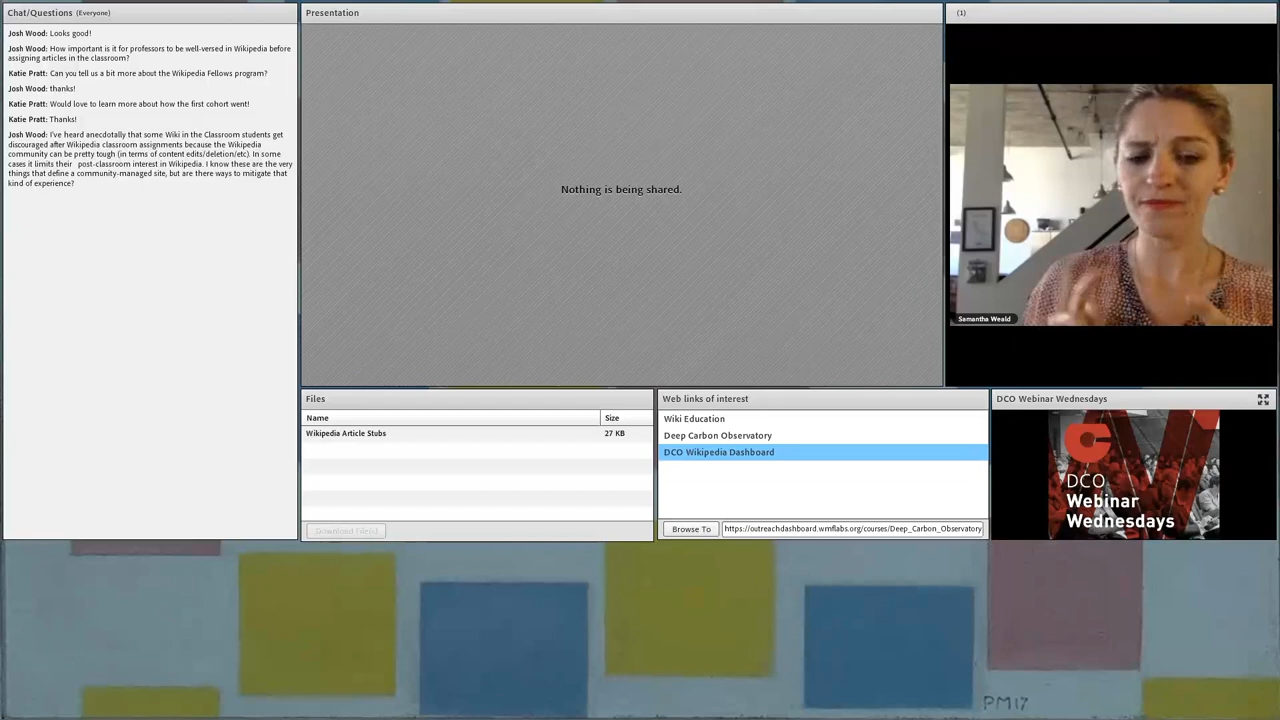 Chat/Questions (Everyone)
Josh Wood: Looks good!
Josh Wood: How important is it for professors to be well-versed in Wikipedia before
assigning articles in the classroom?
Katie Pratt: Can you tell us a bit more about the Wikipedia Fellows program?
Josh Wood: thanks!
Katie Pratt: Would love to learn more about how the first cohort went!
Katie Pratt: Thanks!
Josh Wood: I've heard anecdotally that some Wiki in the Classroom students get
discouraged after Wikipedia classroom assignments because the Wikipedia
community can be pretty tough (in terms of content edits/deletion/etc). In some
cases it limits their post-classroom interest in Wikipedia. I know these are the very
things that define a community-managed site, but are there ways to mitigate that
kind of experience?
Presentation
Nothing is being shared.
(1)
Samantha Weald
Files
Name Size
Wikipedia Article Stubs 27 KB
Download File(s)
Web links of interest
Wiki Education
Deep Carbon Observatory
DCO Wikipedia Dashboard
Browse To https://outreachdashboard.wmflabs.org/courses/Deep_Carbon_Observatory
DCO Webinar Wednesdays
DCO
Webinar
Wednesdays
PM17